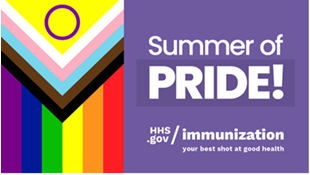 Summer of
PRIDE!
HHS
.gov / immunization
your best shot at good health